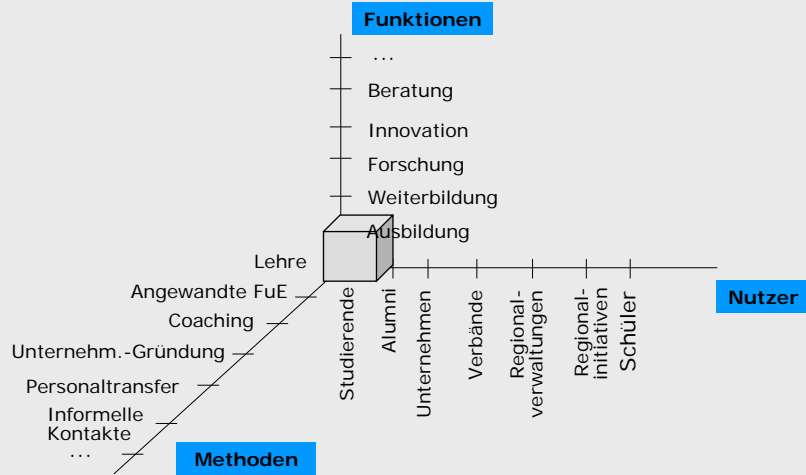 Funktionen
...
Beratung
Innovation
Forschung
Weiterbildung
Ausbildung
Lehre
Angewandte FuE
Coaching
Unternehm.-Gründung
Personaltransfer
Informelle
Kontakte
...
Methoden
Studierende
Alumni
Unternehmen
Verbände
Regional-
verwaltungen
Regional-
initiativen
Schüler
Nutzer